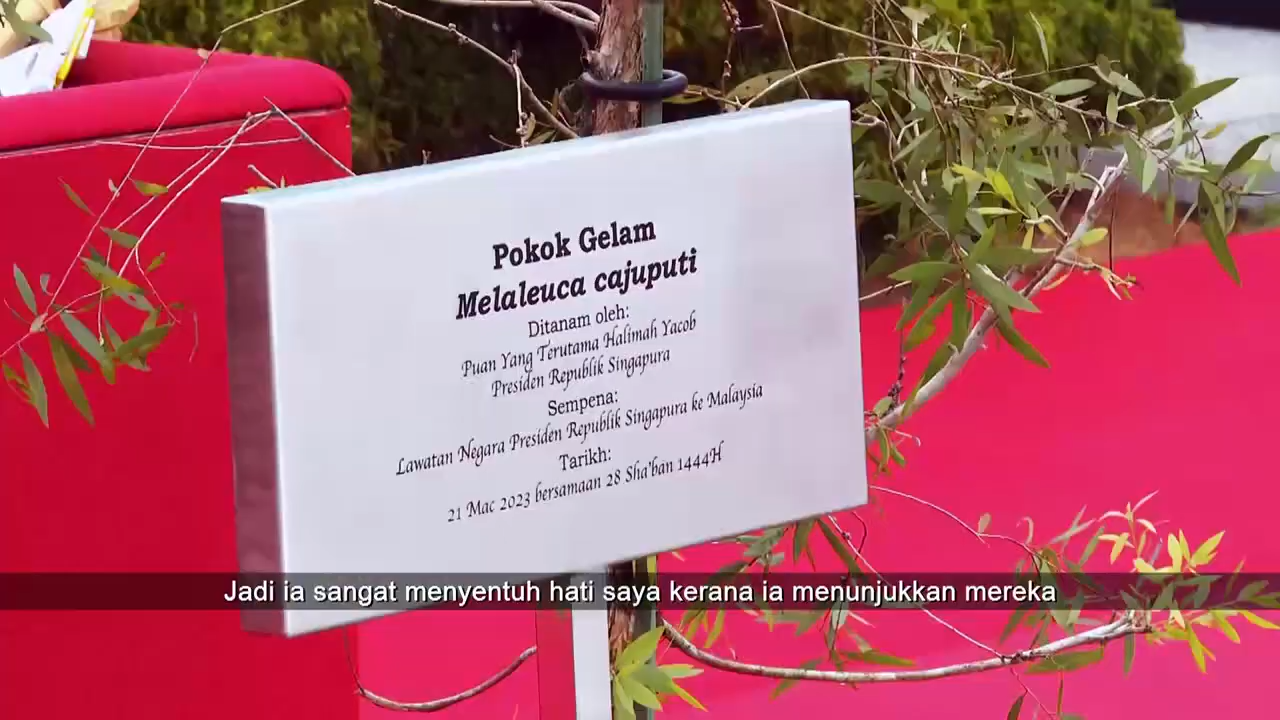 Pokok Gelam
Melaleuca cajuputi
Ditanam oleh:
Puan Yang Terutama Halimah Yacob
Presiden Republik Singapura
Sempena:
Lawatan Negara Presiden Republik Singapura ke Malaysia
Tarikh:
21 Mac 2023 bersamaan 28 Sha'ban 1444H
Jadi ia sangat menyentuh hati saya kerana ia menunjukkan mereka